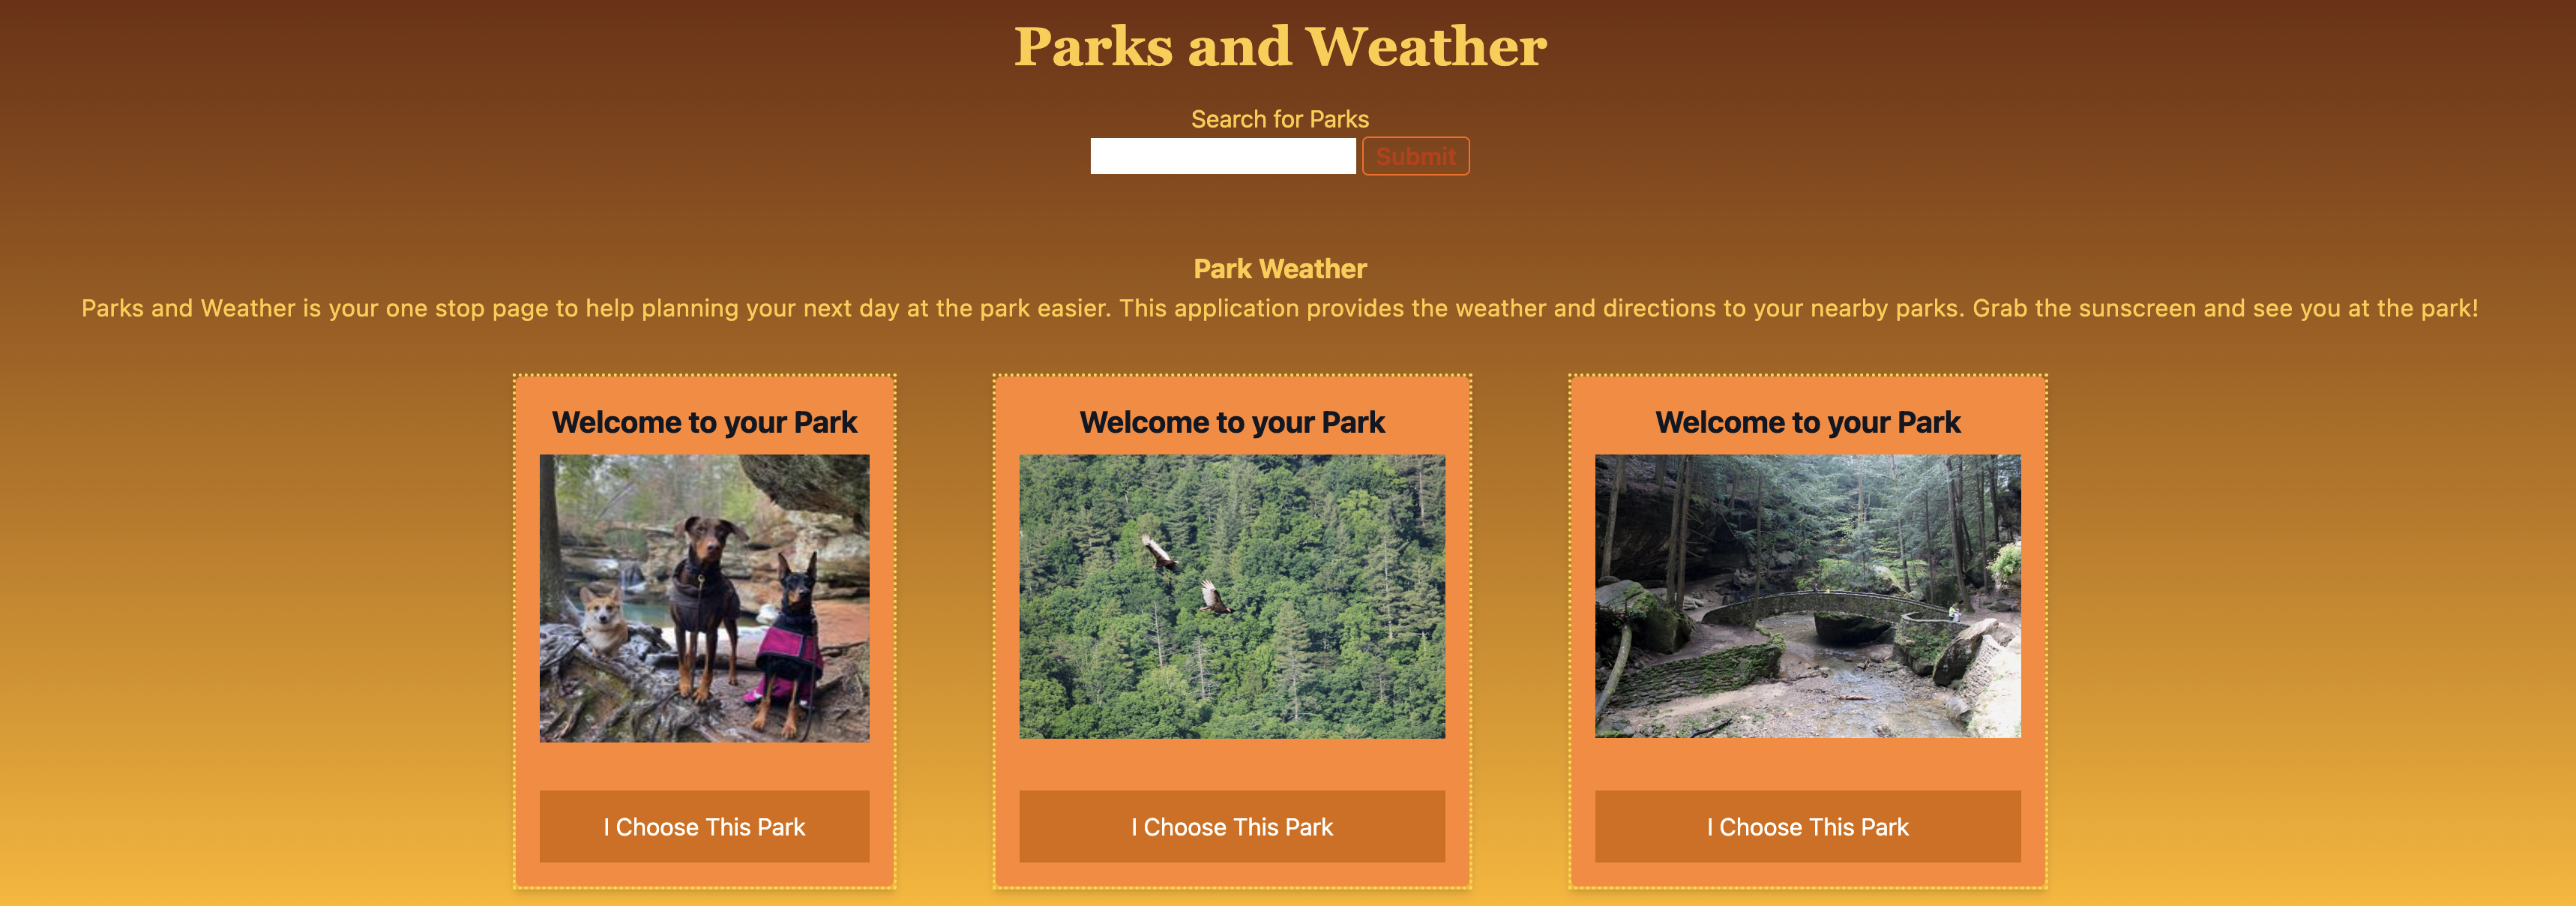 Parks and Weather
Search for Parks
Submit
Park Weather
Parks and Weather is your one stop page to help planning your next day at the park easier. This application provides the weather and directions to your nearby parks. Grab the sunscreen and see you at the park!
Welcome to your Park
Welcome to your Park
Welcome to your Park
I Choose This Park
I Choose This Park
I Choose This Park